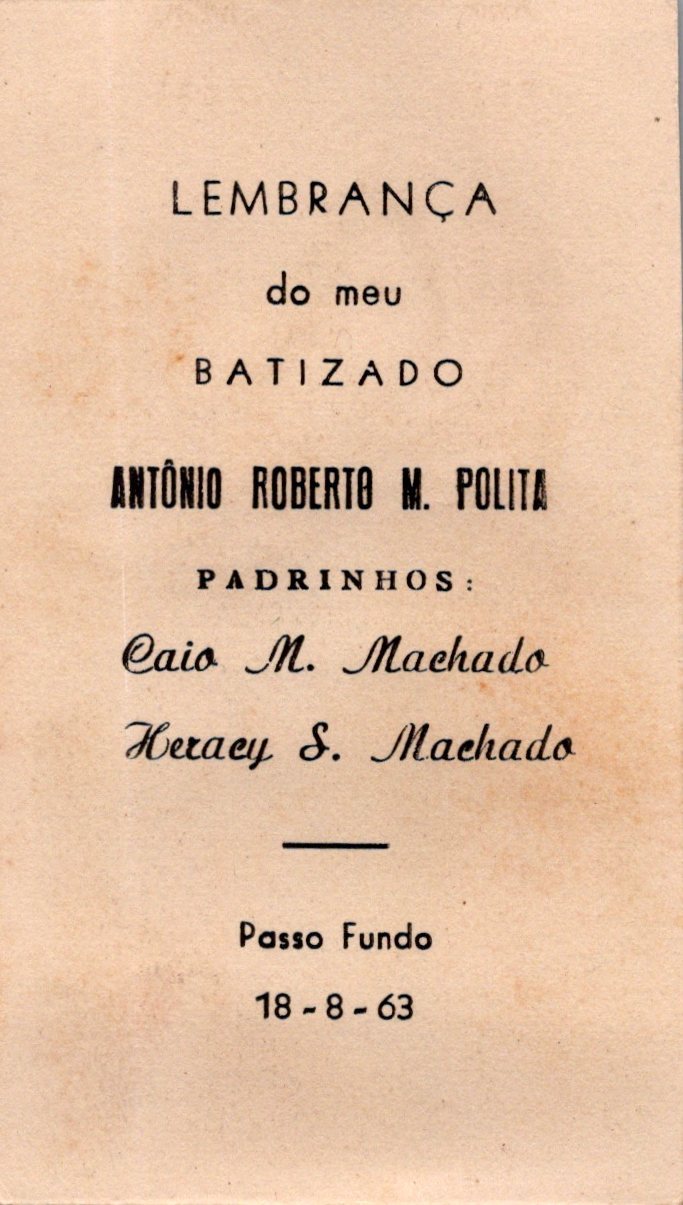 LEMBRANÇA
do meu
BATIZADO
ANTÔNIO ROBERTO M. POLITA
PADRINHOS:
Caio M. Machado
Heracy S. Machado
Passo Fundo
18-8-63